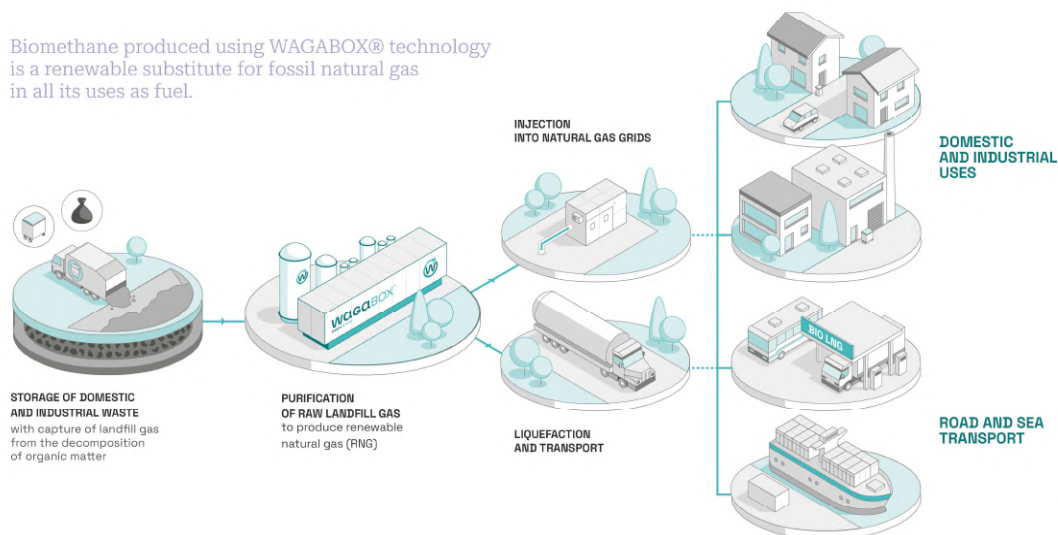 Biomethane produced using WAGABOX® technology
is a renewable substitute for fossil natural gas
in all its uses as fuel.
STORAGE OF DOMESTIC
AND INDUSTRIAL WASTE
with capture of landfill gas
from the decomposition
of organic matter
WAGABOX
W
W
PURIFICATION
OF RAW LANDFILL GAS
to produce renewable
natural gas (RNG)
INJECTION
INTO NATURAL GAS GRIDS
LIQUEFACTION
AND TRANSPORT
DOMESTIC
AND INDUSTRIAL
USES
BIO LNG
ROAD AND SEA
TRANSPORT